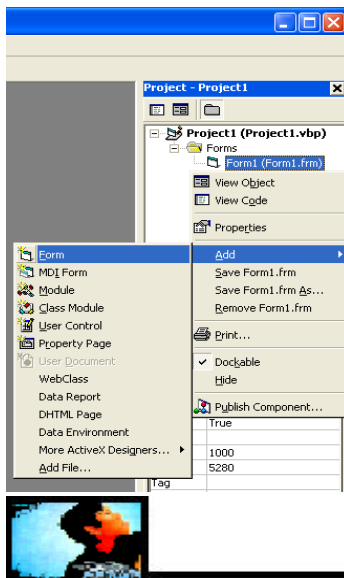 Project - Project1
Project1 (Project1.vbp)
Forms
Form1 (Form1.frm)
View Object
View Code
Properties
Add
Save Form1.frm
Save Form1.frm As...
Remove Form1.frm
Print...
Dockable
Hide
Publish Component...
Form
MDI Form
Module
Class Module
User Control
Property Page
User Document
WebClass
Data Report
DHTML Page
Data Environment
More ActiveX Designers...
Add File...
True
1000
5280
Tag